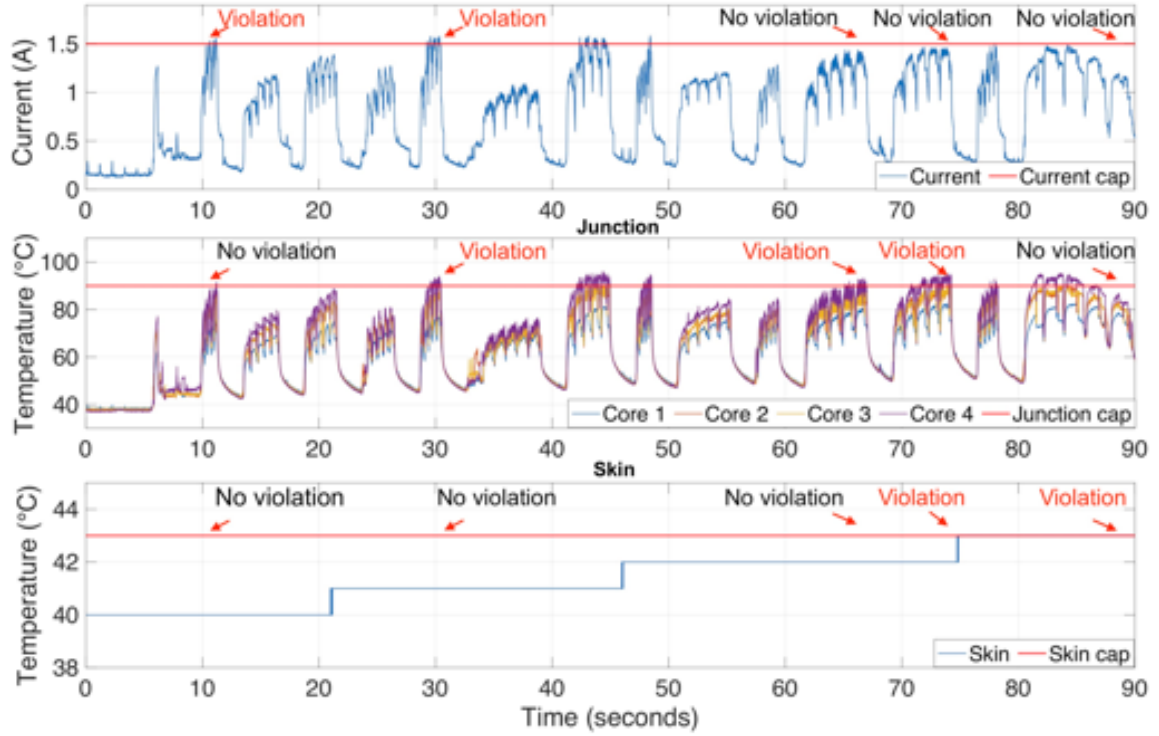 Violation Violation No violation No violation No violation
1.5
1
0.5
0
Current (A)
Current Current cap
0 10 20 30 40 50 60 70 80 90
Junction
No violation Violation Violation Violation No violation
100
80
60
40
Temperature (°C)
Core 1 Core 2 Core 3 Core 4 Junction cap
0 10 20 30 40 50 60 70 80 90
Skin
No violation No violation No violation Violation Violation
44
42
40
38
Temperature (°C)
Skin Skin cap
0 10 20 30 40 50 60 70 80 90
Time (seconds)